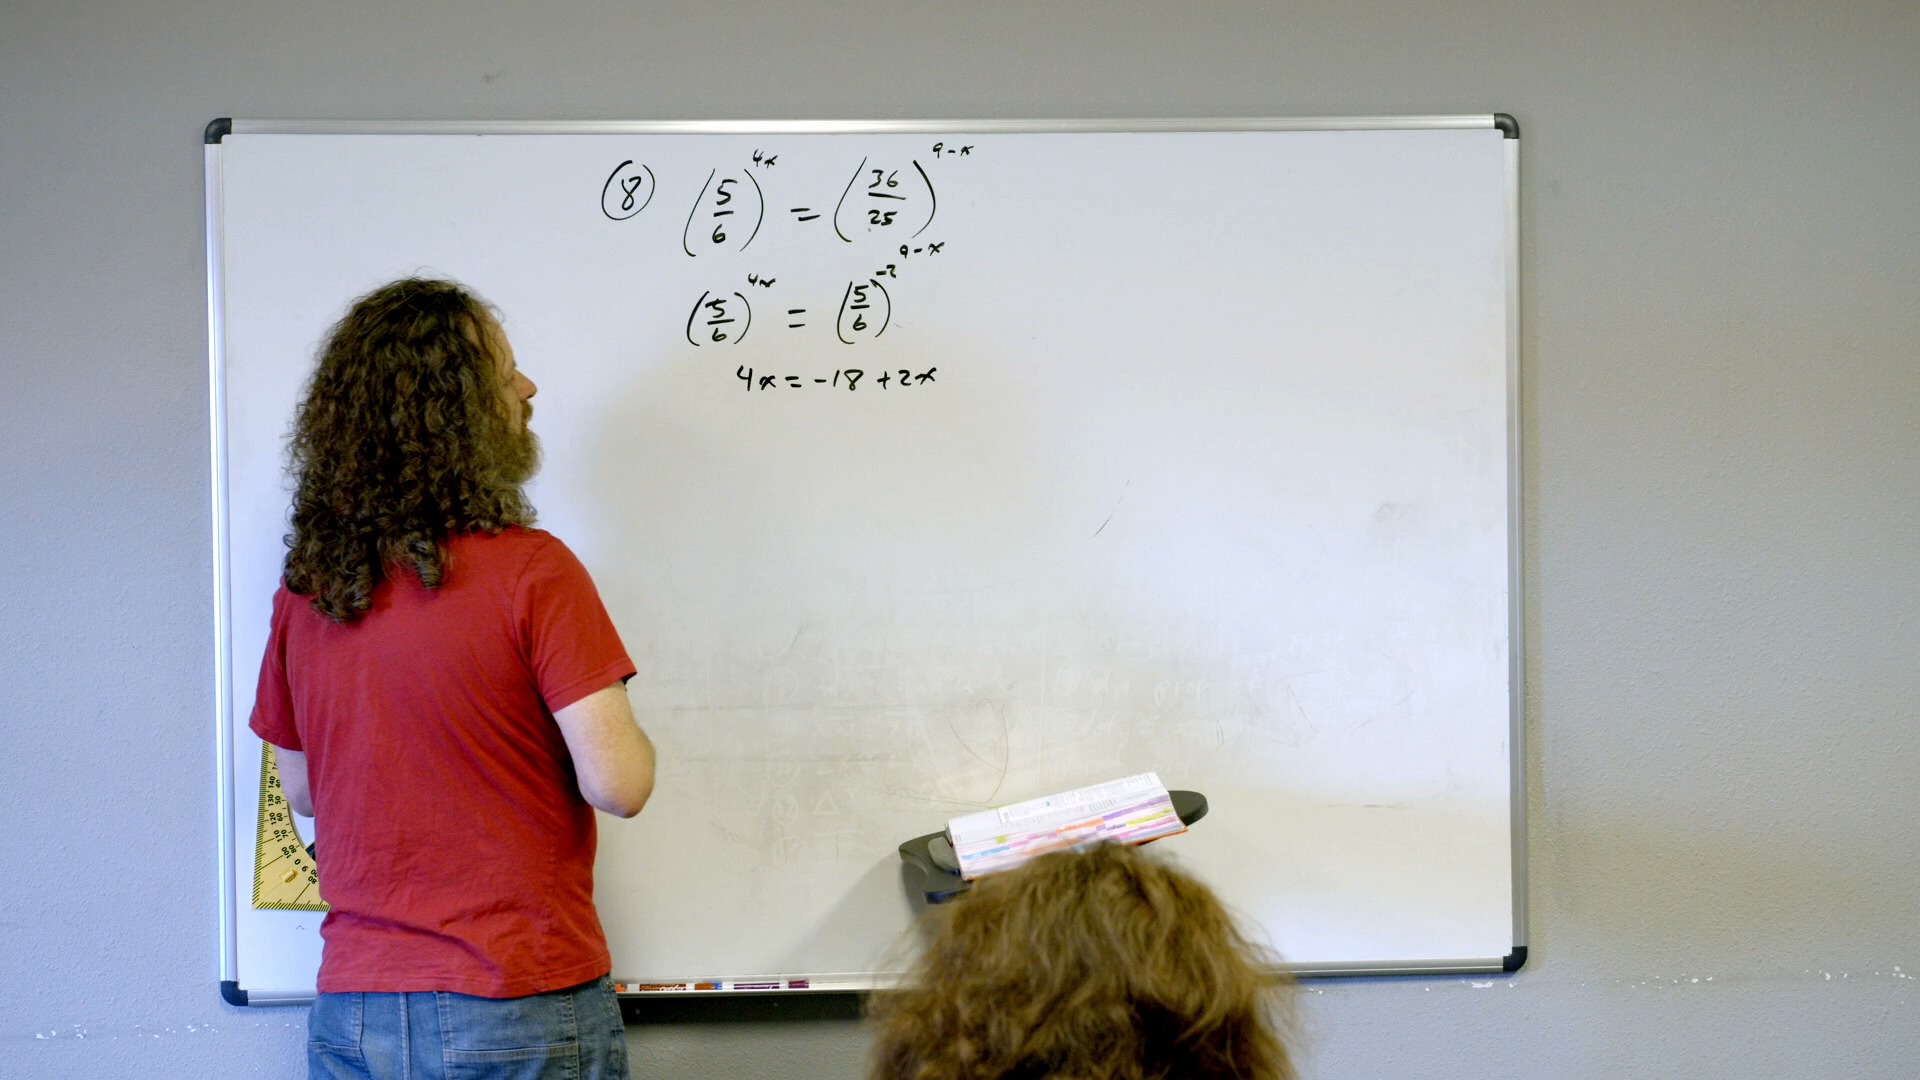 ⑧ (5/6)^4x = (36/25)^9-x
(5/6)^4x = (5/6)^-2^9-x
4x = -18 + 2x